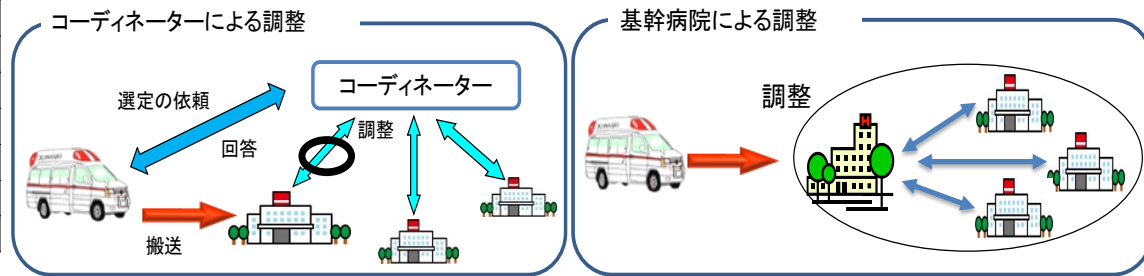 コーディネーターによる調整
コーディネーター
選定の依頼
調整
回答
搬送
基幹病院による調整
調整
H